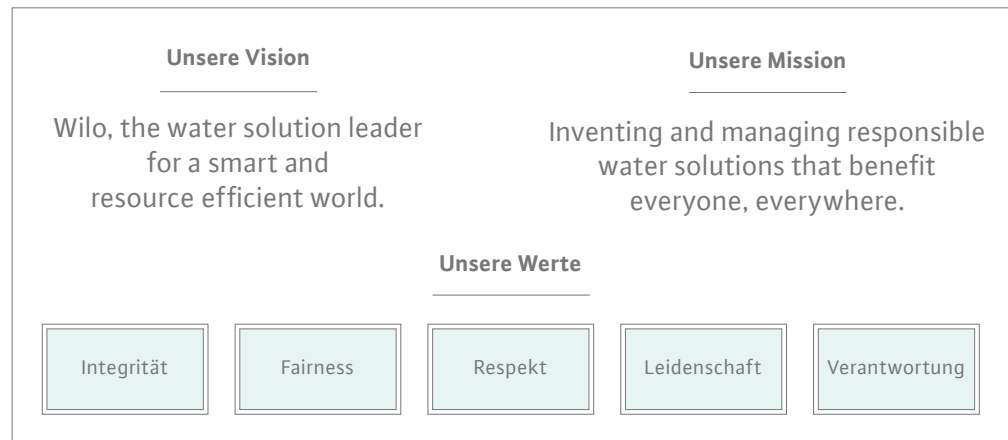 Unsere Vision
Wilo, the water solution leader
for a smart and
resource efficient world.
Unsere Mission
Inventing and managing responsible
water solutions that benefit
everyone, everywhere.
Unsere Werte
Integrität
Fairness
Respekt
Leidenschaft
Verantwortung